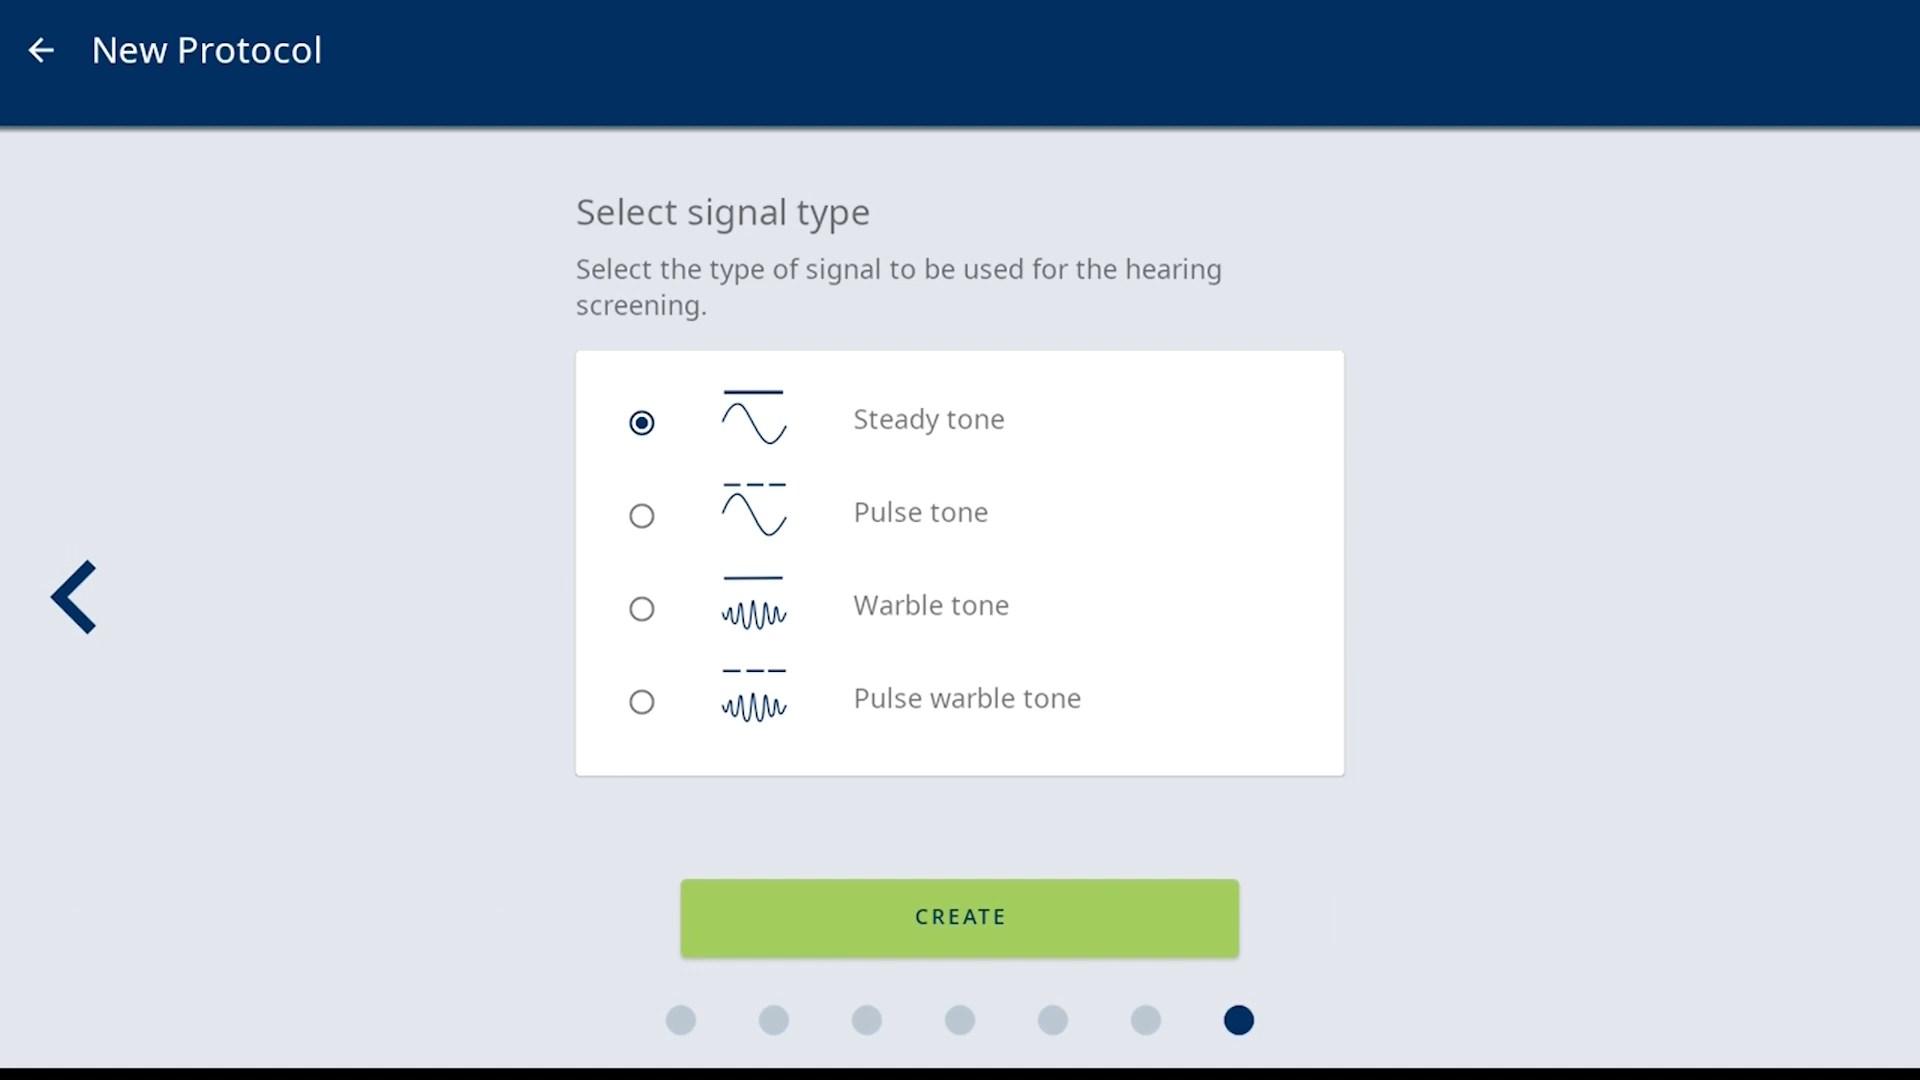 New Protocol
Select signal type
Select the type of signal to be used for the hearing
screening.
Steady tone
Pulse tone
Warble tone
Pulse warble tone
CREATE